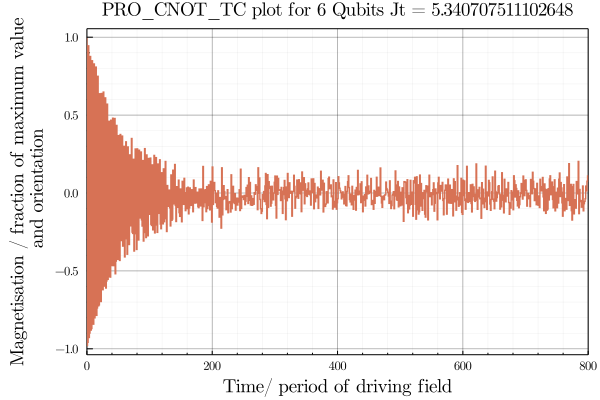 PRO_CNOT_TC plot for 6 Qubits Jt = 5.340707511102648
Magnetisation / fraction of maximum value
and orientation
1.0
0.5
0.0
−0.5
−1.0
0 200 400 600 800
Time/ period of driving field